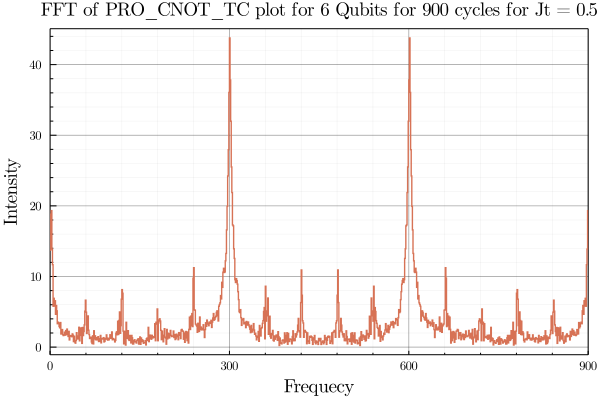 FFT of PRO_CNOT_TC plot for 6 Qubits for 900 cycles for Jt = 0.5
Intensity
40
30
20
10
0
0 300 600 900
Frequecy